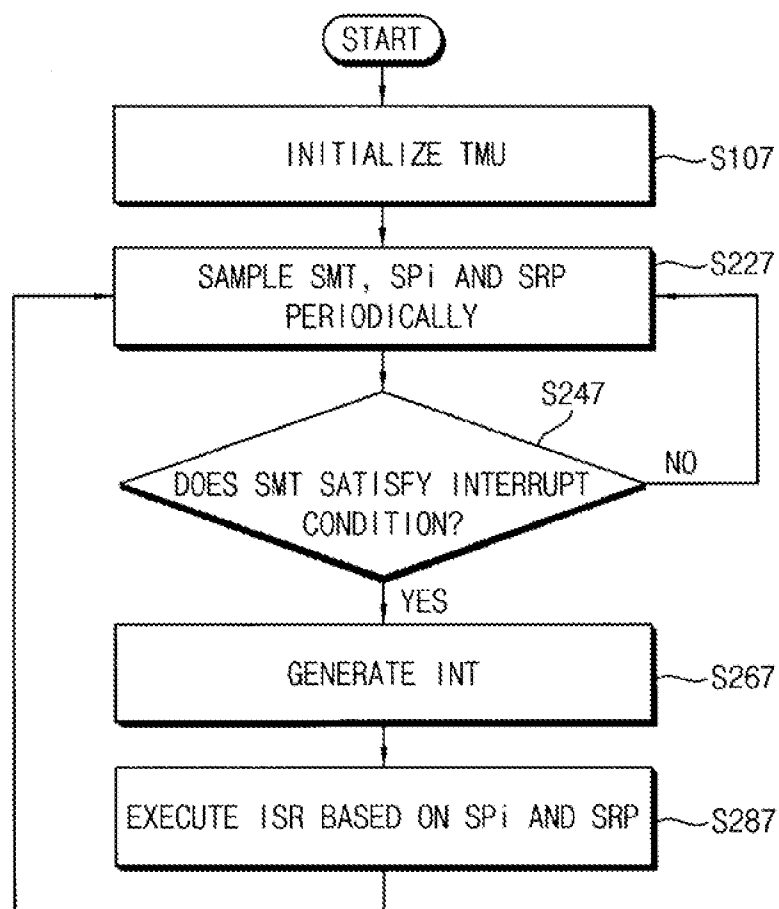 START
INITIALIZE TMU
S107
SAMPLE SMT, SPi AND SRP
PERIODICALLY
S227
S247
DOES SMT SATISFY INTERRUPT
CONDITION?
NO
YES
GENERATE INT
S267
EXECUTE ISR BASED ON SPi AND SRP
S287